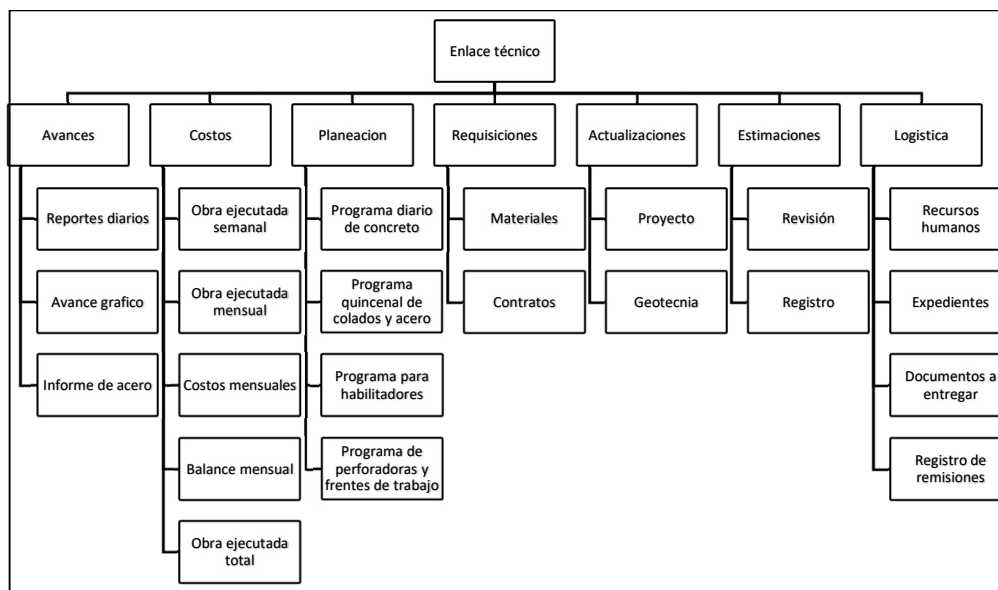 Enlace técnico
Avances
Costos
Planeacion
Requisiciones
Actualizaciones
Estimaciones
Logistica
Reportes diarios
Avance grafico
Informe de acero
Obra ejecutada
semanal
Obra ejecutada
mensual
Costos mensuales
Balance mensual
Obra ejecutada
total
Programa diario
de concreto
Programa
quincenal de
colados y acero
Programa para
habilitadores
Programa de
perforadoras y
frentes de trabajo
Materiales
Contratos
Proyecto
Geotecnia
Revisión
Registro
Recursos
humanos
Expedientes
Documentos a
entregar
Registro de
remisiones